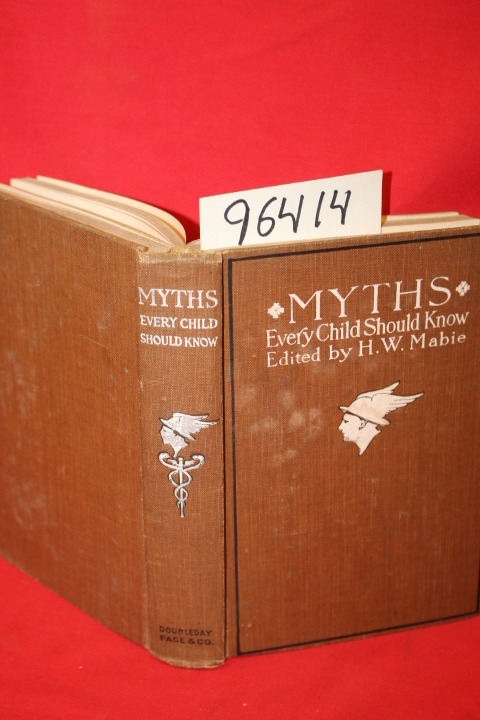 96414
MYTHS
EVERY CHILD
SHOULD KNOW
DOUBLEDAY
PAGE & CO.
MYTHS
Every Child Should Know
Edited by H. W. Mabie